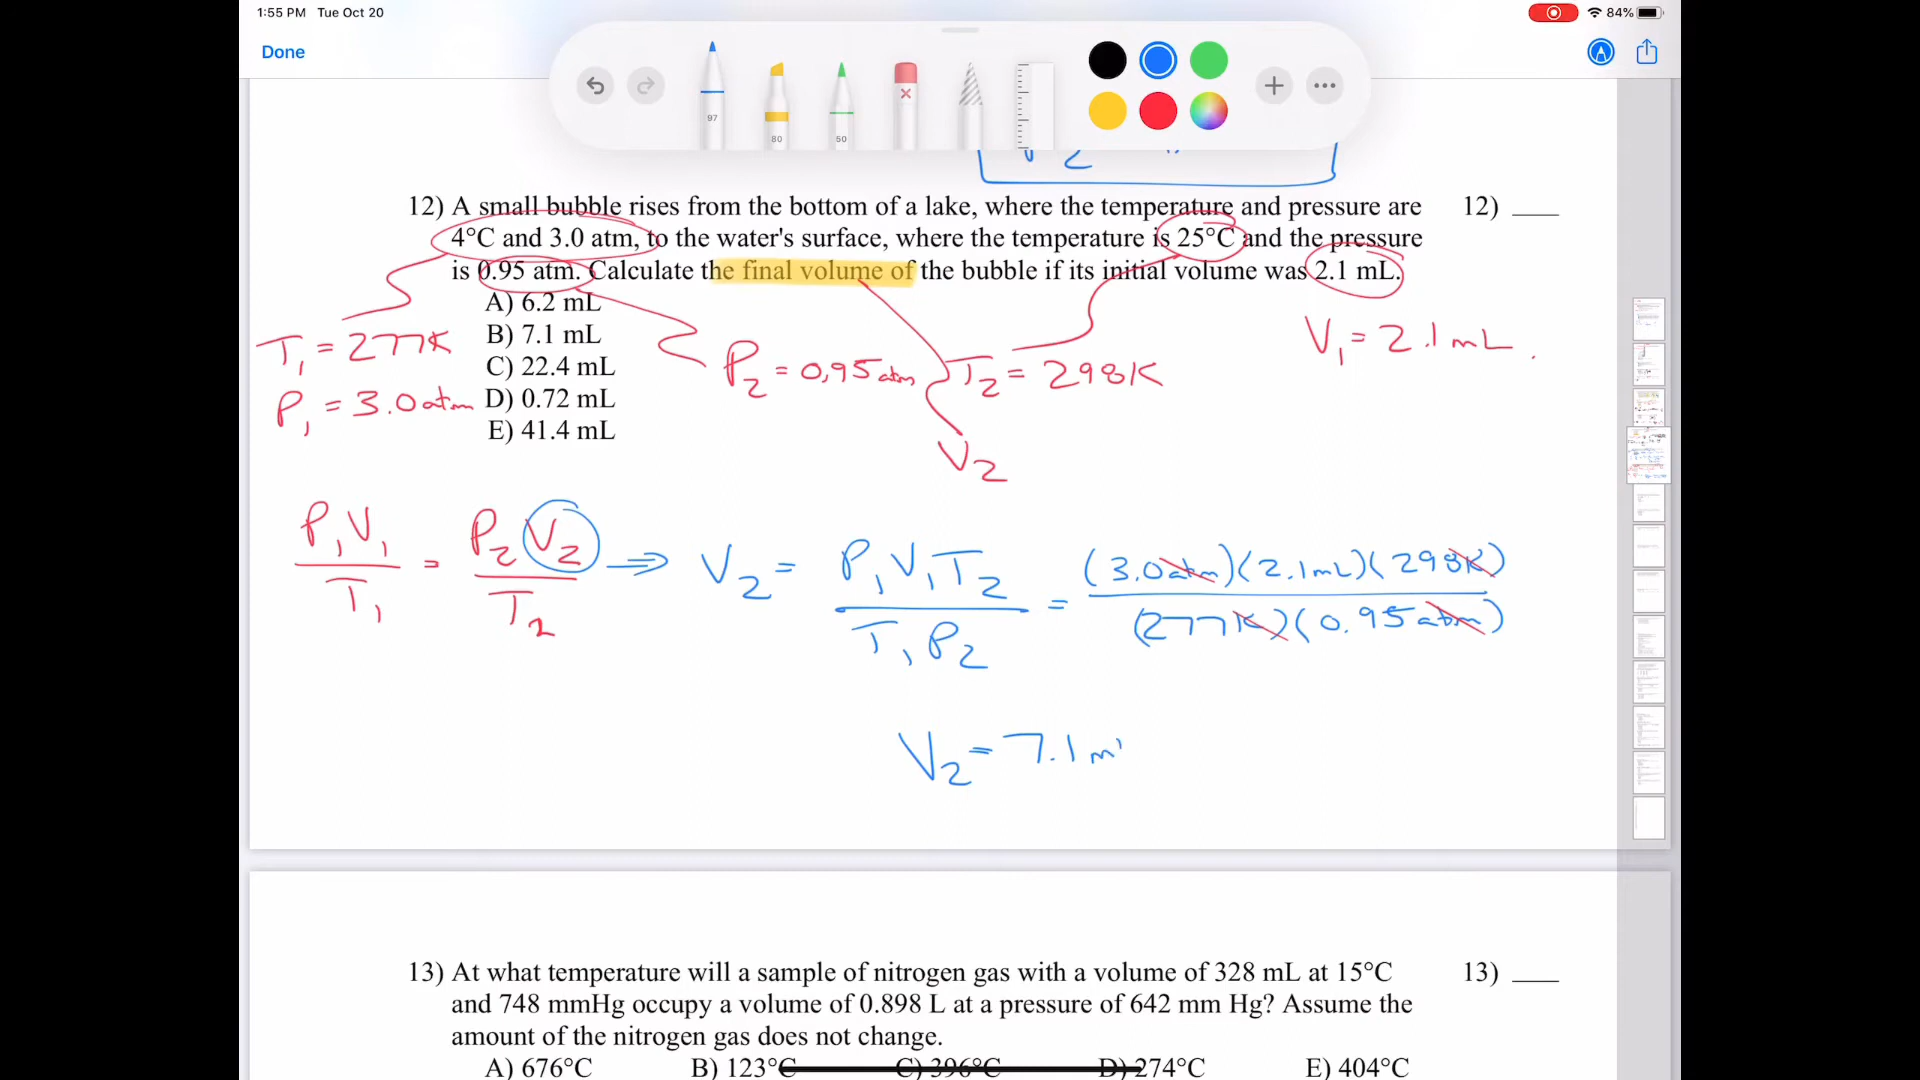 1:55 PM Tue Oct 20
84%
Done
97
80
50
V2
12) A small bubble rises from the bottom of a lake, where the temperature and pressure are 12) ____
4°C and 3.0 atm, to the water's surface, where the temperature is 25°C and the pressure
is 0.95 atm. Calculate the final volume of the bubble if its initial volume was 2.1 mL.
A) 6.2 mL
B) 7.1 mL
C) 22.4 mL
D) 0.72 mL
E) 41.4 mL
T1 = 277K
P1 = 3.0 atm
P2 = 0.95 atm
T2 = 298K
V1 = 2.1 mL.
V2
P1V1/T1 = P2V2/T2 ⇒ V2 = P1V1T2/T1P2 = (3.0 atm)(2.1 mL)(298K)/(277K)(0.95 atm)
V2 = 7.1 m
13) At what temperature will a sample of nitrogen gas with a volume of 328 mL at 15°C 13) ____
and 748 mmHg occupy a volume of 0.898 L at a pressure of 642 mm Hg? Assume the
amount of the nitrogen gas does not change.
A) 676°C B) 123°C C) 396°C D) 274°C E) 404°C